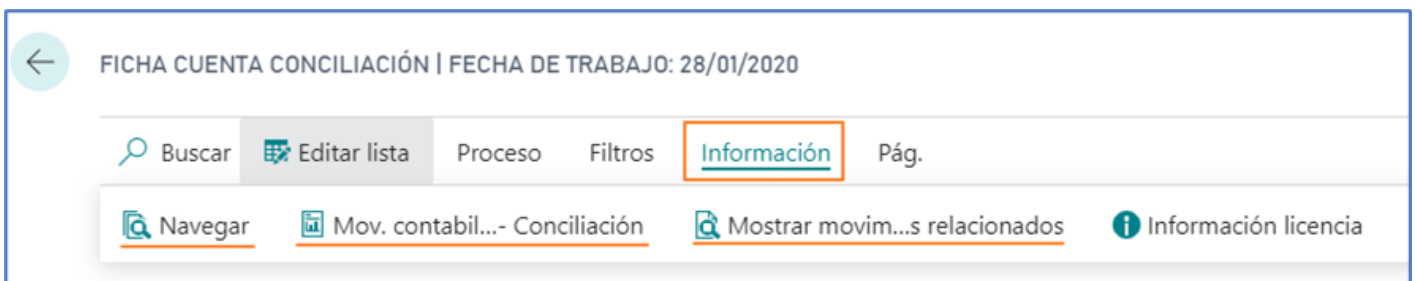 FICHA CUENTA CONCILIACIÓN | FECHA DE TRABAJO: 28/01/2020
Buscar Editar lista Proceso Filtros Información Pág.
Navegar Mov. contabil...- Conciliación Mostrar movim...s relacionados Información licencia